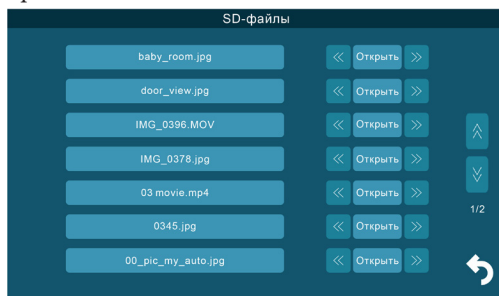 SD-файлы
baby_room.jpg Открыть
door_view.jpg Открыть
IMG_0396.MOV Открыть
IMG_0378.jpg Открыть
03 movie.mp4 Открыть
1/2
0345.jpg Открыть
00_pic_my_auto.jpg Открыть